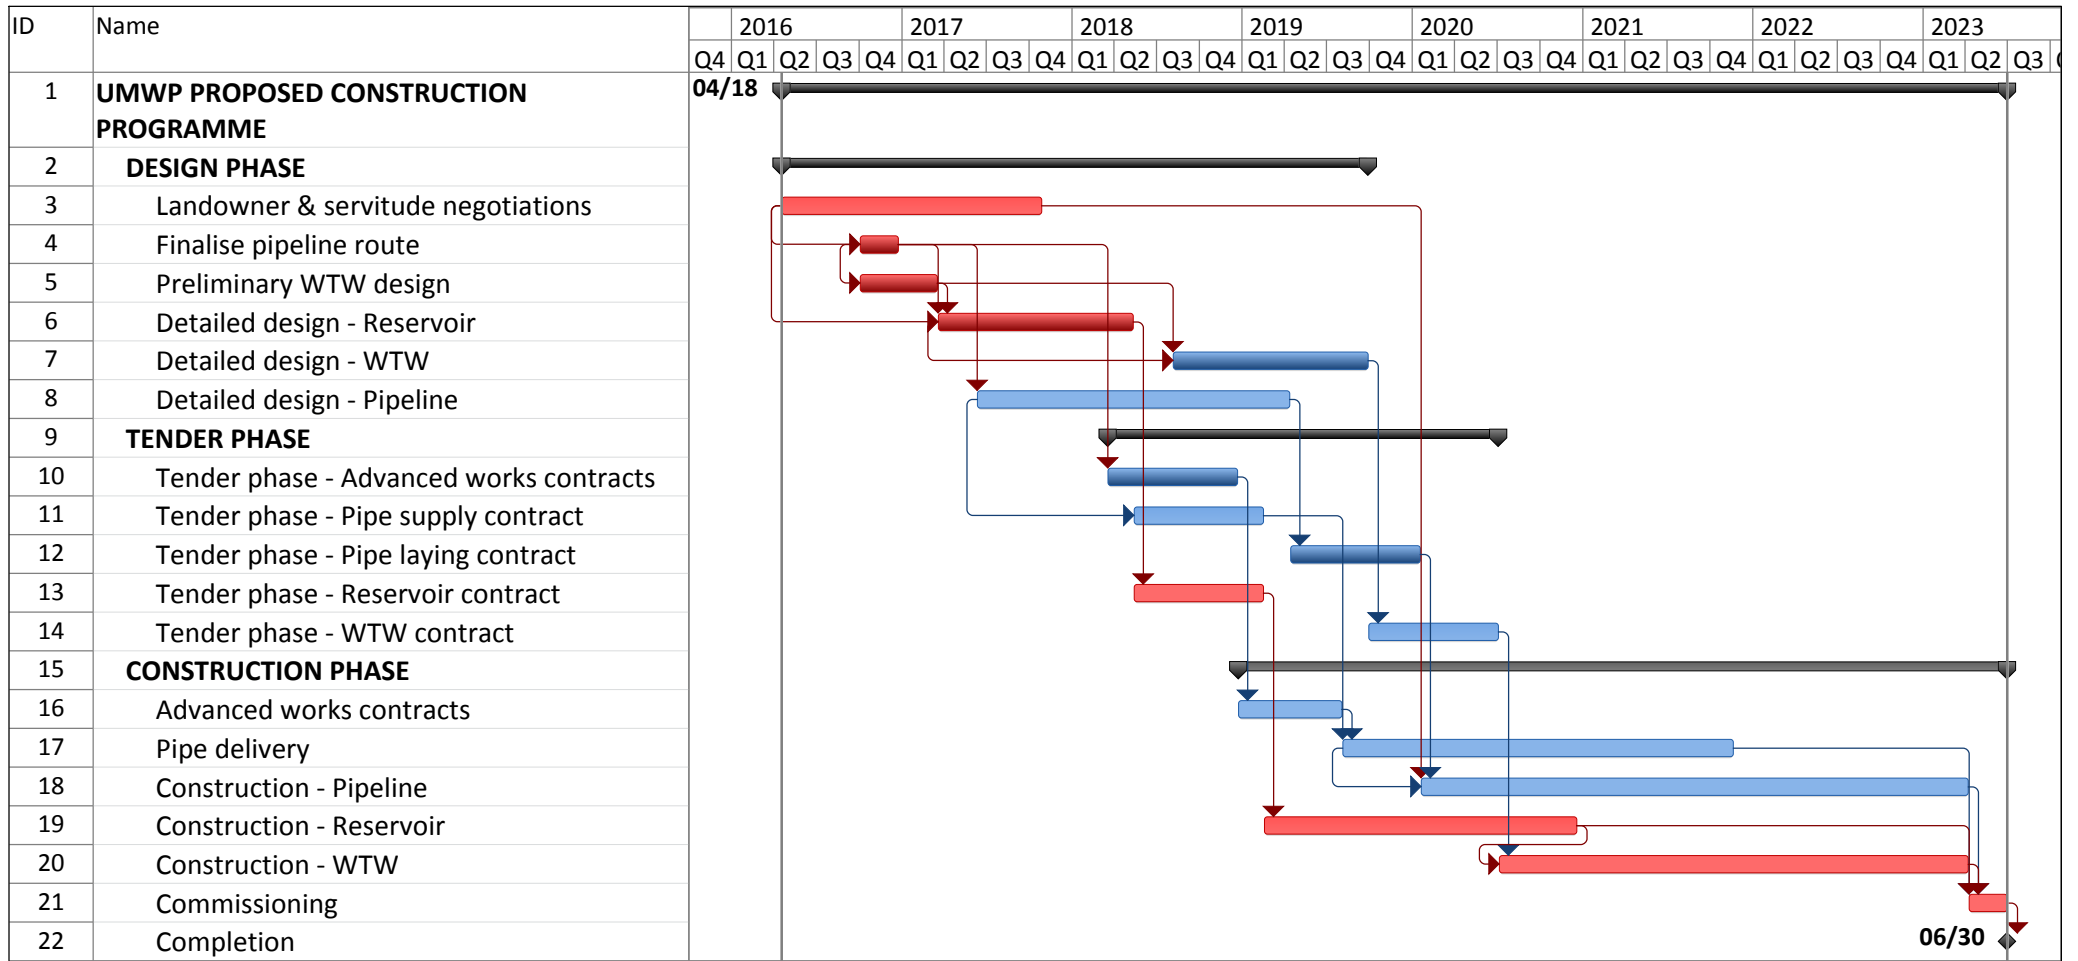 ID Name 2016 2017 2018 2019 2020 2021 2022 2023
Q4 Q1 Q2 Q3 Q4 Q1 Q2 Q3 Q4 Q1 Q2 Q3 Q4 Q1 Q2 Q3 Q4 Q1 Q2 Q3 Q4 Q1 Q2 Q3 Q4 Q1 Q2 Q3 Q4 Q1 Q2 Q3
1 UMWP PROPOSED CONSTRUCTION 04/18
PROGRAMME
2 DESIGN PHASE
3 Landowner & servitude negotiations
4 Finalise pipeline route
5 Preliminary WTW design
6 Detailed design - Reservoir
7 Detailed design - WTW
8 Detailed design - Pipeline
9 TENDER PHASE
10 Tender phase - Advanced works contracts
11 Tender phase - Pipe supply contract
12 Tender phase - Pipe laying contract
13 Tender phase - Reservoir contract
14 Tender phase - WTW contract
15 CONSTRUCTION PHASE
16 Advanced works contracts
17 Pipe delivery
18 Construction - Pipeline
19 Construction - Reservoir
20 Construction - WTW
21 Commissioning
22 Completion 06/30